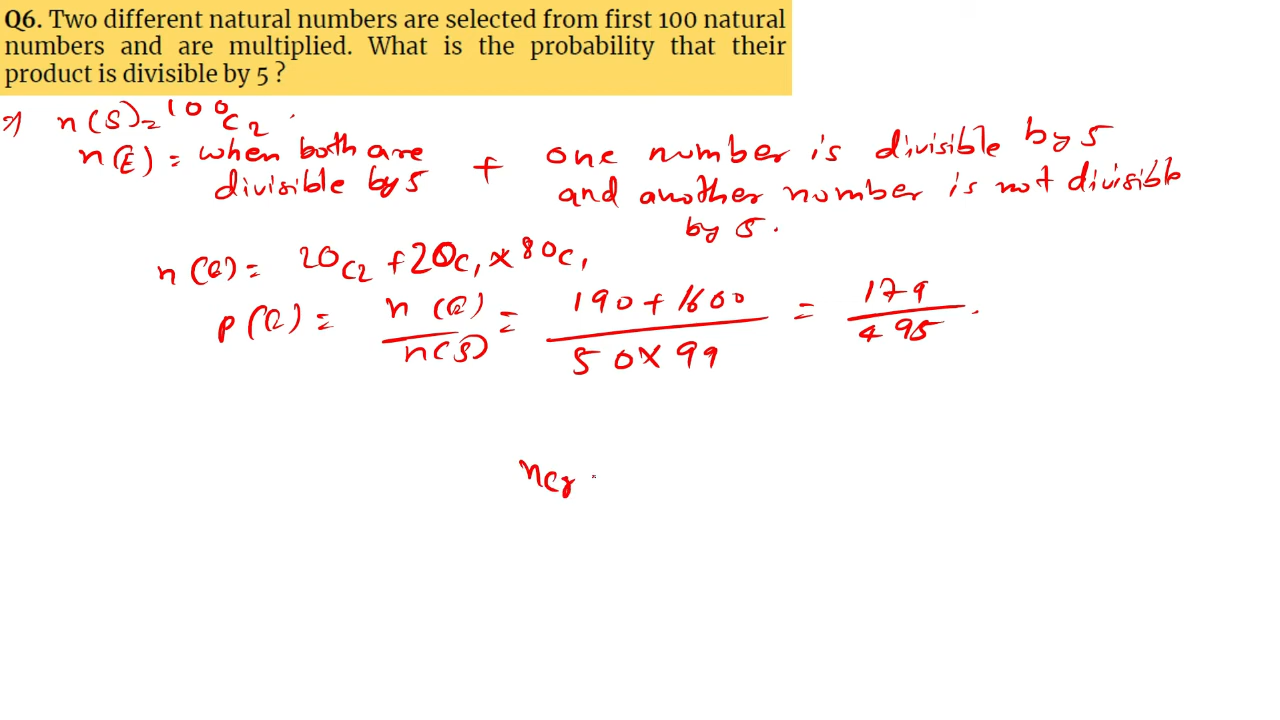 Q6. Two different natural numbers are selected from first 100 natural
numbers and are multiplied. What is the probability that their
product is divisible by 5 ?
n(S)= 100C2 .
n(E) = when both are divisible by 5 + one number is divisible by 5 and another number is not divisible by 5.
n(E) = 20C2 + 20C1 × 80C1
P(E) = n(E)/n(S) = (190 + 1600)/(50 × 99) = 179/495 .
nCr